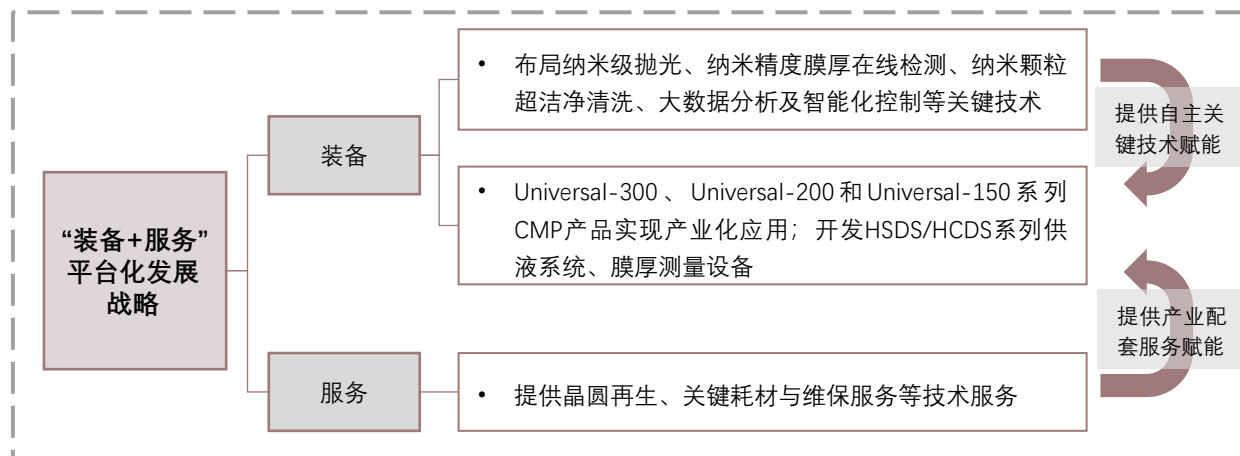 “装备+服务”
平台化发展
战略
装备
• 布局纳米级抛光、纳米精度膜厚在线检测、纳米颗粒
超洁净清洗、大数据分析及智能化控制等关键技术
• Universal-300 、Universal-200和Universal-150系列
CMP产品实现产业化应用；开发HSDS/HCDS系列供
液系统、膜厚测量设备
提供自主关
键技术赋能
服务
• 提供晶圆再生、关键耗材与维保服务等技术服务
提供产业配
套服务赋能